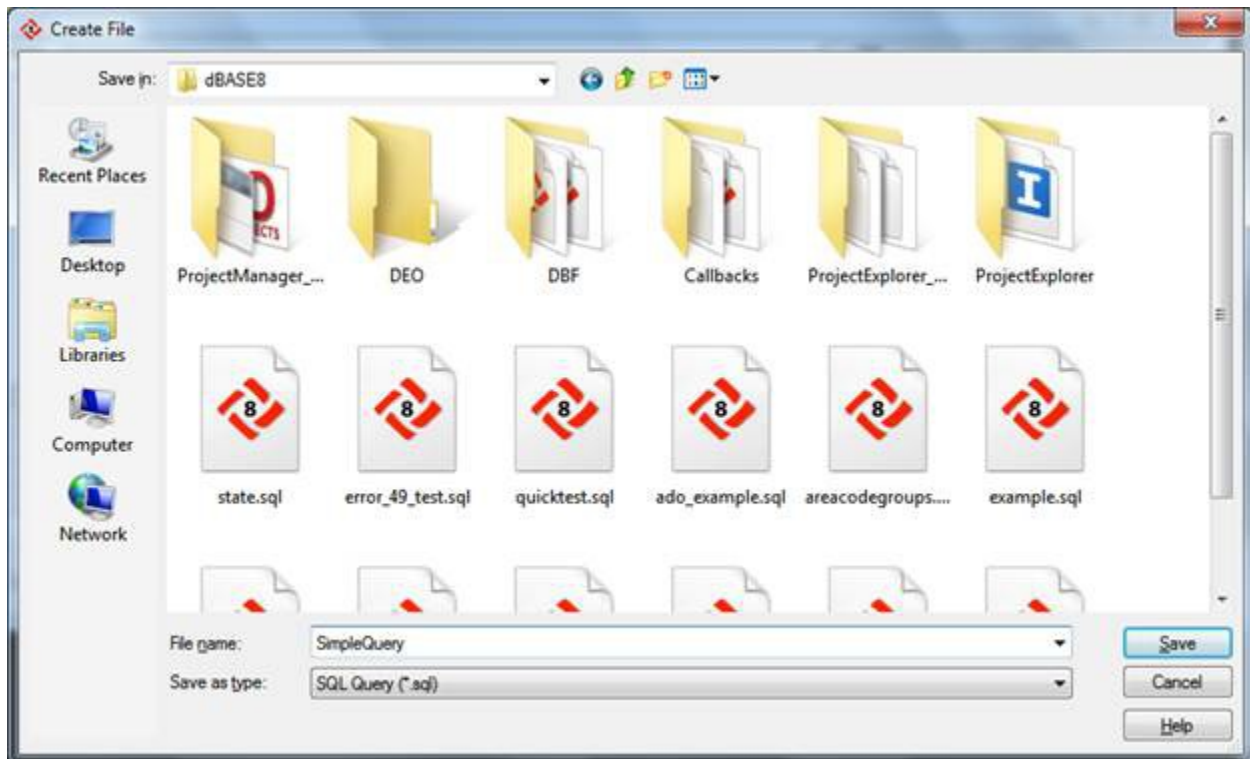 Create File
Save in: dBASE8
Recent Places
Desktop
Libraries
Computer
Network
ProjectManager_... DEO DBF Callbacks ProjectExplorer_... ProjectExplorer
state.sql error_49_test.sql quicktest.sql ado_example.sql areacodegroups.... example.sql
File name: SimpleQuery Save
Save as type: SQL Query (*.sql) Cancel
Help